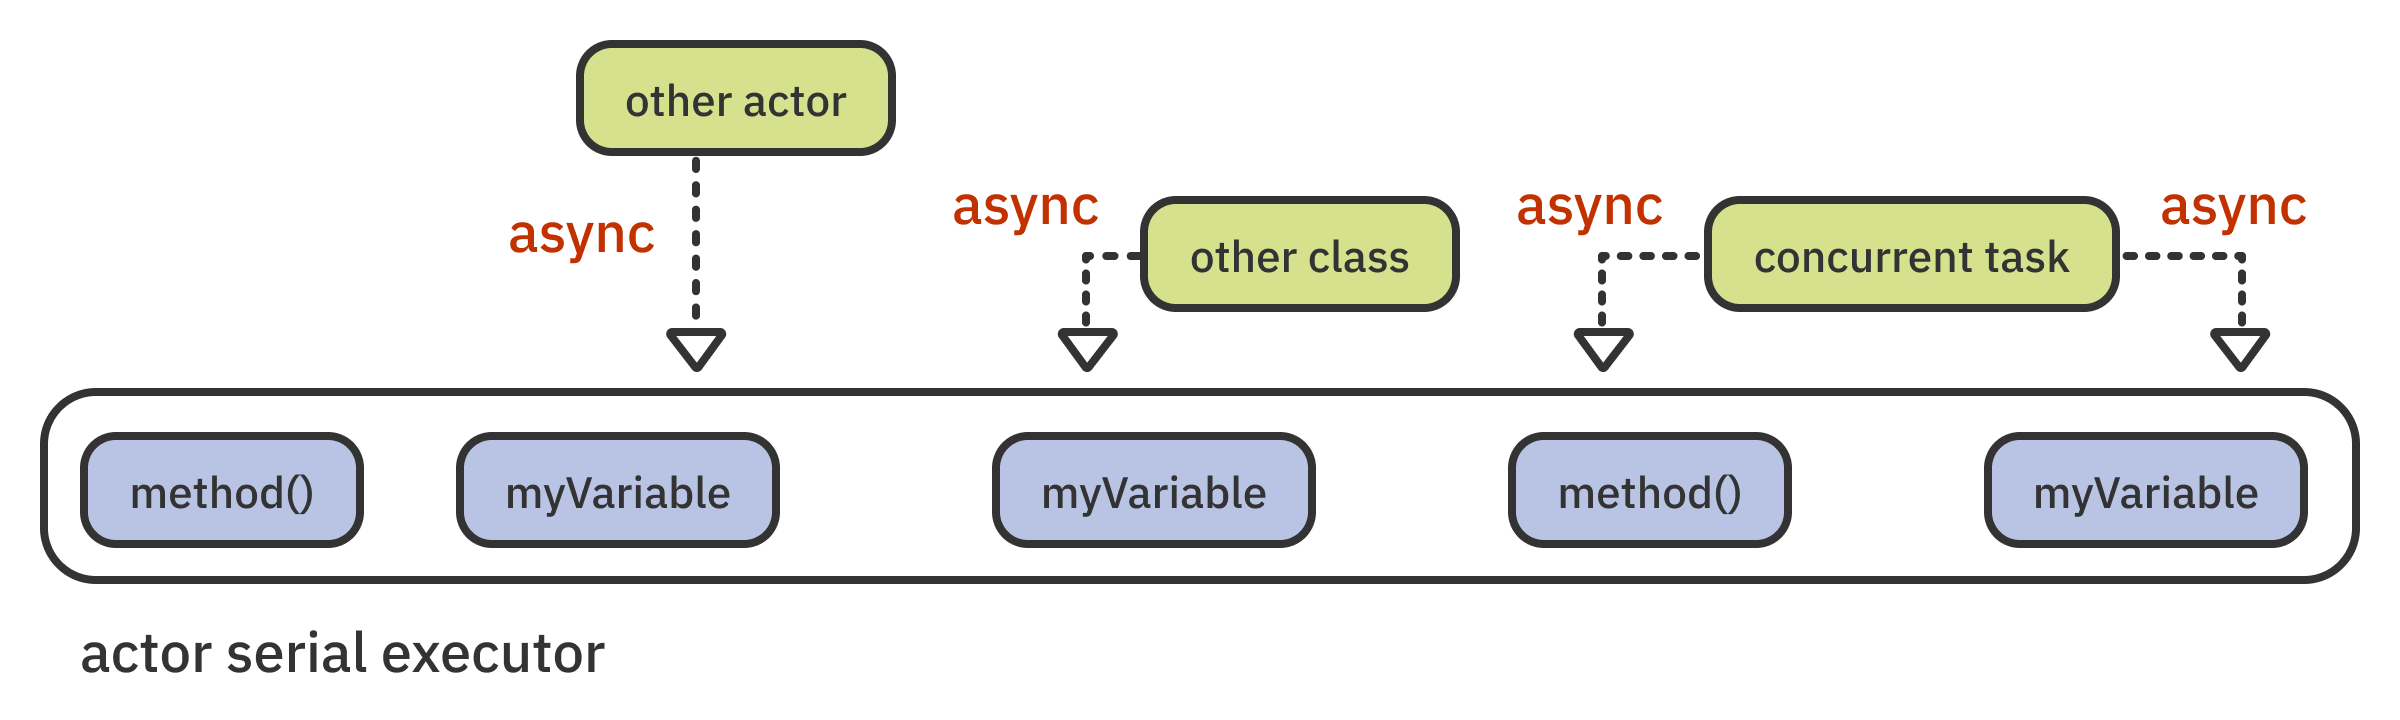 other actor
async
async
other class
async
concurrent task
async
method()
myVariable
myVariable
method()
myVariable
actor serial executor